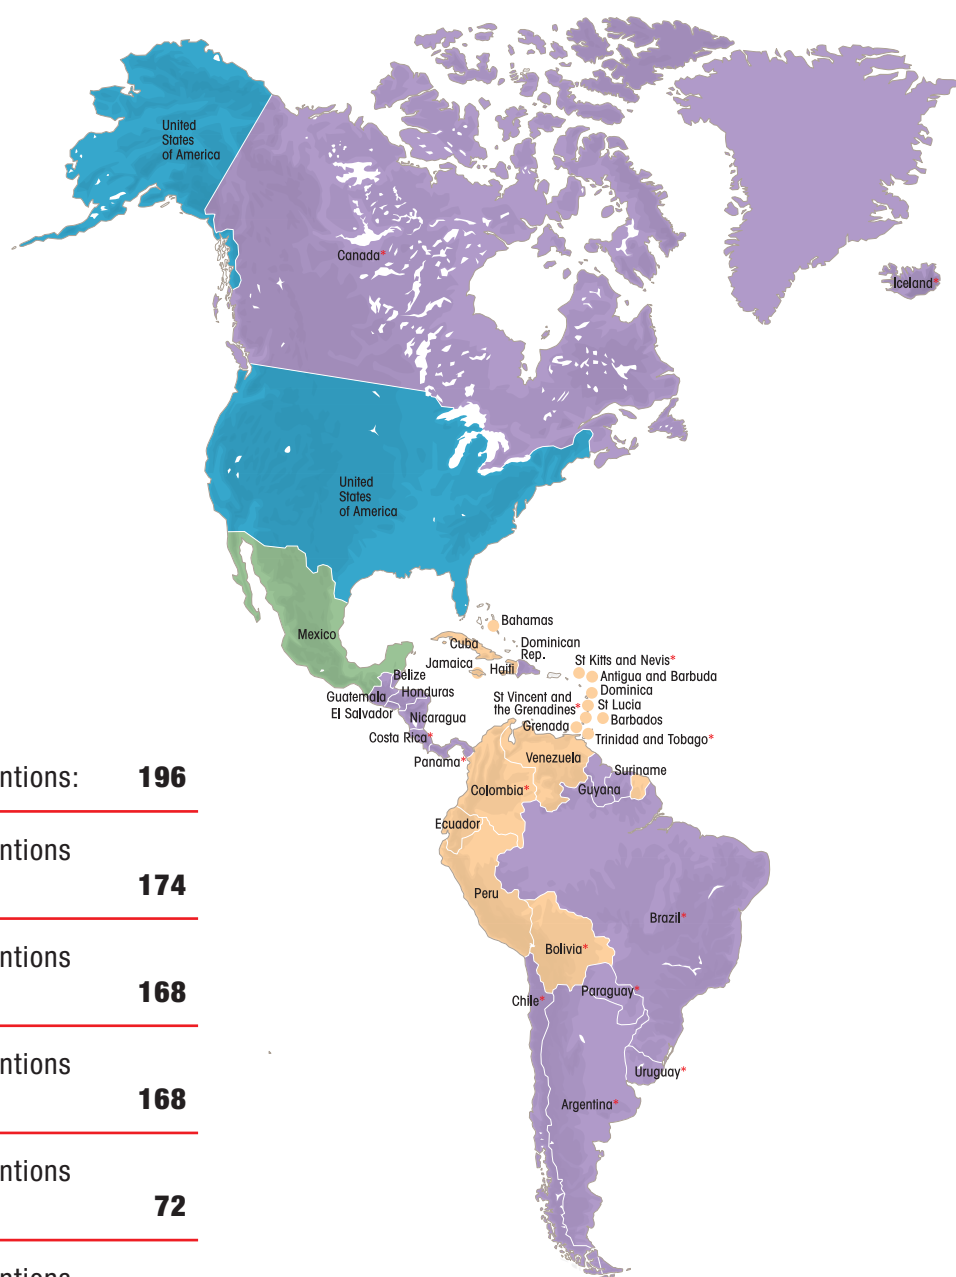 United
States
of America
Canada*
Iceland*
United
States
of America
Mexico
Bahamas
Cuba
Dominican
Rep.
Jamaica
Haiti
St Kitts and Nevis*
Antigua and Barbuda
Belize
Dominica
Guatemala
Honduras
St Vincent and
the Grenadines*
St Lucia
El Salvador
Nicaragua
Grenada
Barbados
Costa Rica*
Trinidad and Tobago*
Panama*
Venezuela
Suriname
Colombia*
Guyana
Ecuador
Peru
Brazil*
Bolivia*
Chile*
Paraguay*
Uruguay*
Argentina*
ntions: 196
ntions
174
ntions
168
ntions
168
ntions
72